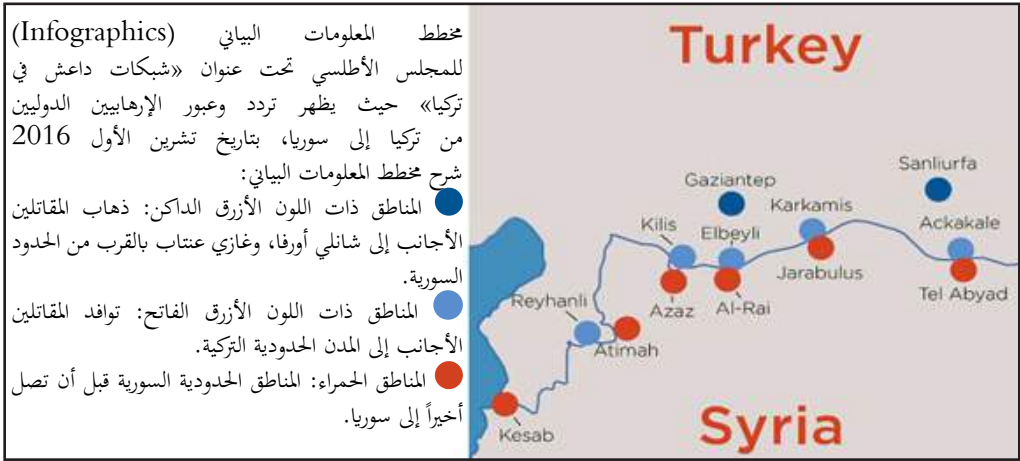 مخطط المعلومات البياني (Infographics)
للمجلس الأطلسي تحت عنوان «شبكات داعش في
تركيا» حيث يظهر تردد وعبور الإرهابيين الدوليين
من تركيا إلى سوريا، بتاريخ تشرين الأول 2016
شرح مخطط المعلومات البياني:
المناطق ذات اللون الأزرق الداكن: ذهاب المقاتلين
الأجانب إلى شانلي أورفا، وغازي عنتاب بالقرب من الحدود
السورية.
المناطق ذات اللون الأزرق الفاتح: توافد المقاتلين
الأجانب إلى المدن الحدودية التركية.
المناطق الحمراء: المناطق الحدودية السورية قبل أن تصل
أخيراً إلى سوريا.
Turkey
Sanliurfa
Gaziantep
Karkamis
Ackakale
Kilis
Elbeyli
Jarabulus
Tel Abyad
Reyhanli
Azaz
Al-Rai
Atimah
Kesab
Syria